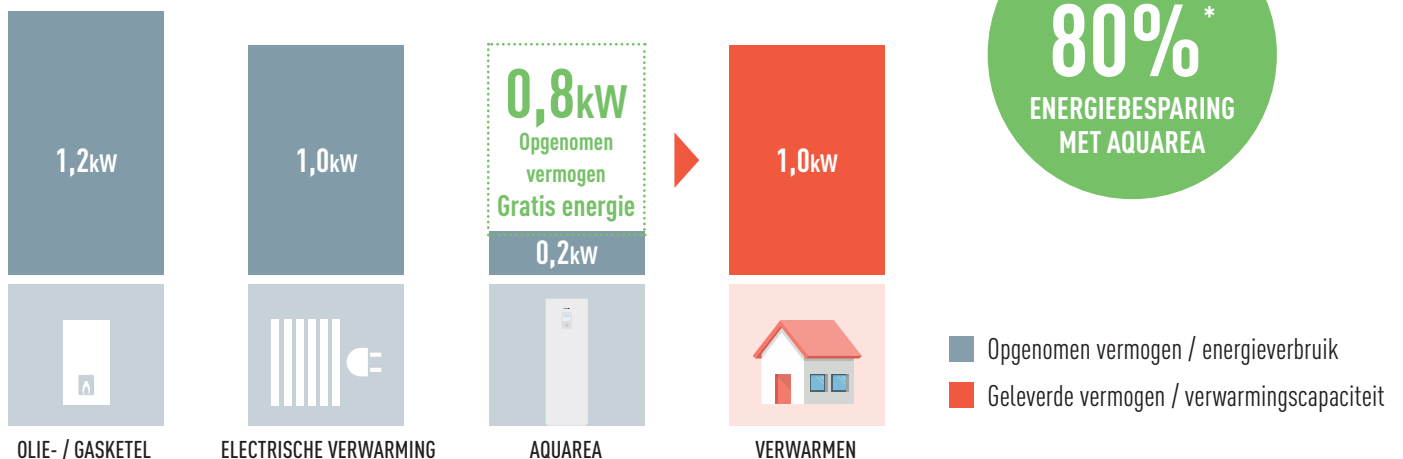 80%*
ENERGIEBESPARING
MET AQUAREA
1,2kW
1,0kW
0,8kW
Opgenomen
vermogen
Gratis energie
0,2kW
1,0kW
OLIE- / GASKETEL
ELECTRISCHE VERWARMING
AQUAREA
VERWARMEN
Opgenomen vermogen / energieverbruik
Geleverde vermogen / verwarmingscapaciteit